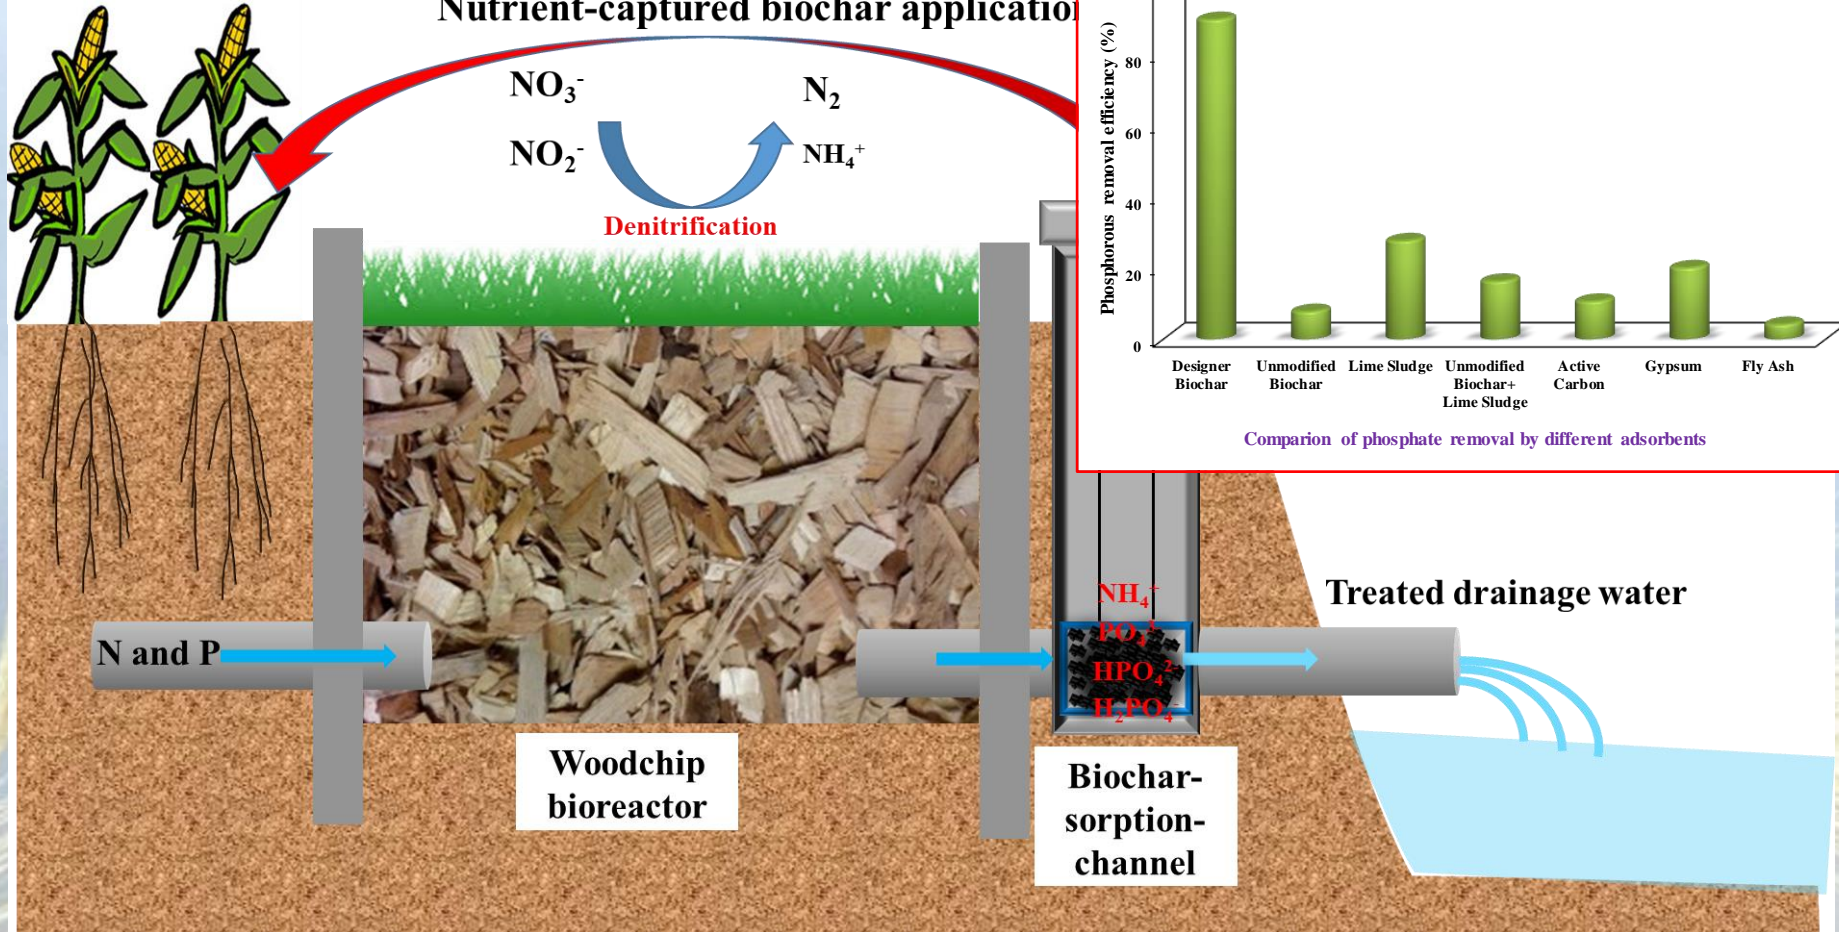 Nutrient-captured biochar application
NO₃⁻
N₂
NO₂⁻
NH₄⁺
Denitrification
Phosphorous removal efficiency (%)
80
60
40
20
0
Designer
Biochar
Unmodified
Biochar
Lime Sludge
Unmodified
Biochar+
Lime Sludge
Active
Carbon
Gypsum
Fly Ash
Comparion of phosphate removal by different adsorbents
N and P
NH₄⁺
PO₄³⁻
HPO₄²⁻
H₂PO₄⁻
Treated drainage water
Woodchip
bioreactor
Biochar-
sorption-
channel